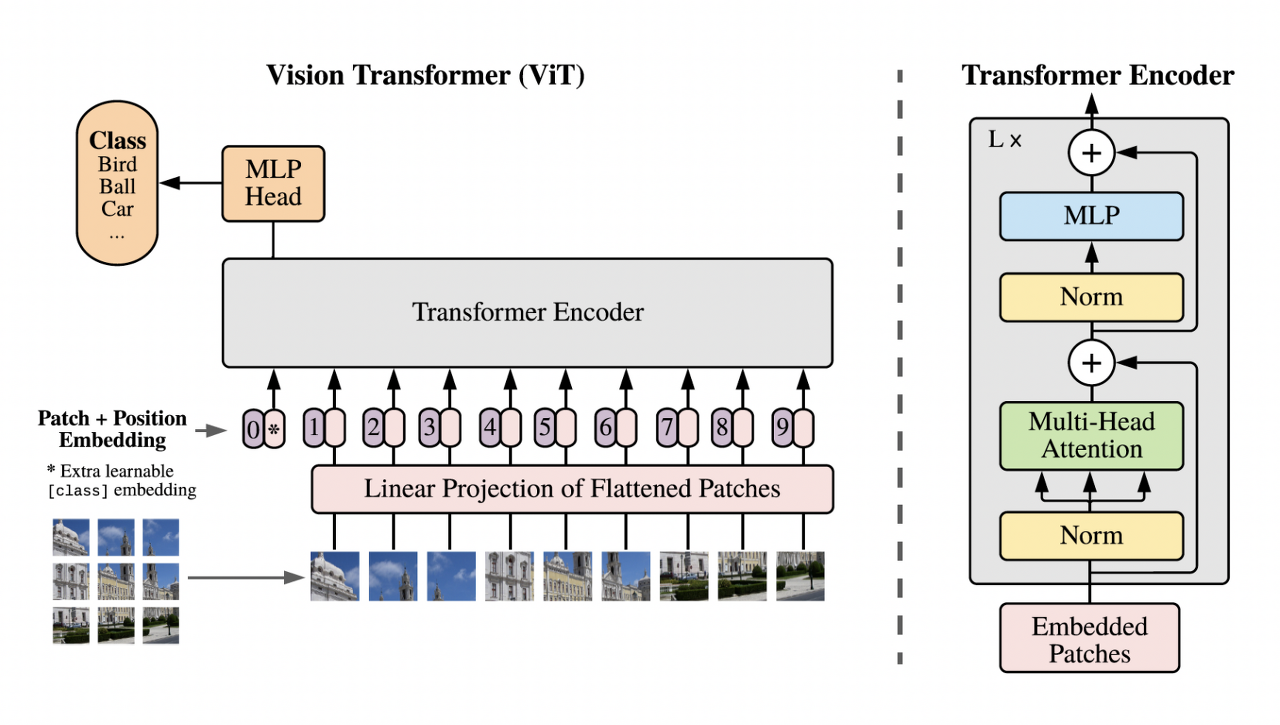 Vision Transformer (ViT)
Class
Bird
Ball
Car
...
MLP
Head
Transformer Encoder
Patch + Position
Embedding
0 * 1 2 3 4 5 6 7 8 9
* Extra learnable
[class] embedding
Linear Projection of Flattened Patches
Transformer Encoder
L x
+
MLP
Norm
+
Multi-Head
Attention
Norm
Embedded
Patches